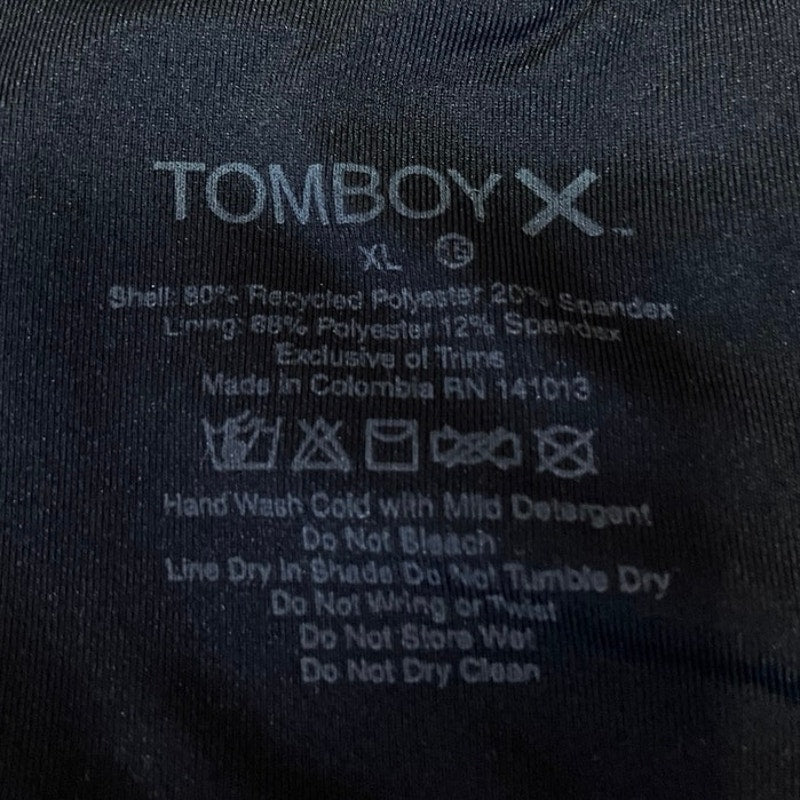 TOMBOYX™
XL 16
Shell: 80% Recycled Polyester 20% Spandex
Lining: 88% Polyester 12% Spandex
Exclusive of Trims
Made in Colombia RN 141013
Hand Wash Cold with Mild Detergent
Do Not Bleach
Line Dry In Shade Do Not Tumble Dry
Do Not Wring or Twist
Do Not Store Wet
Do Not Dry Clean